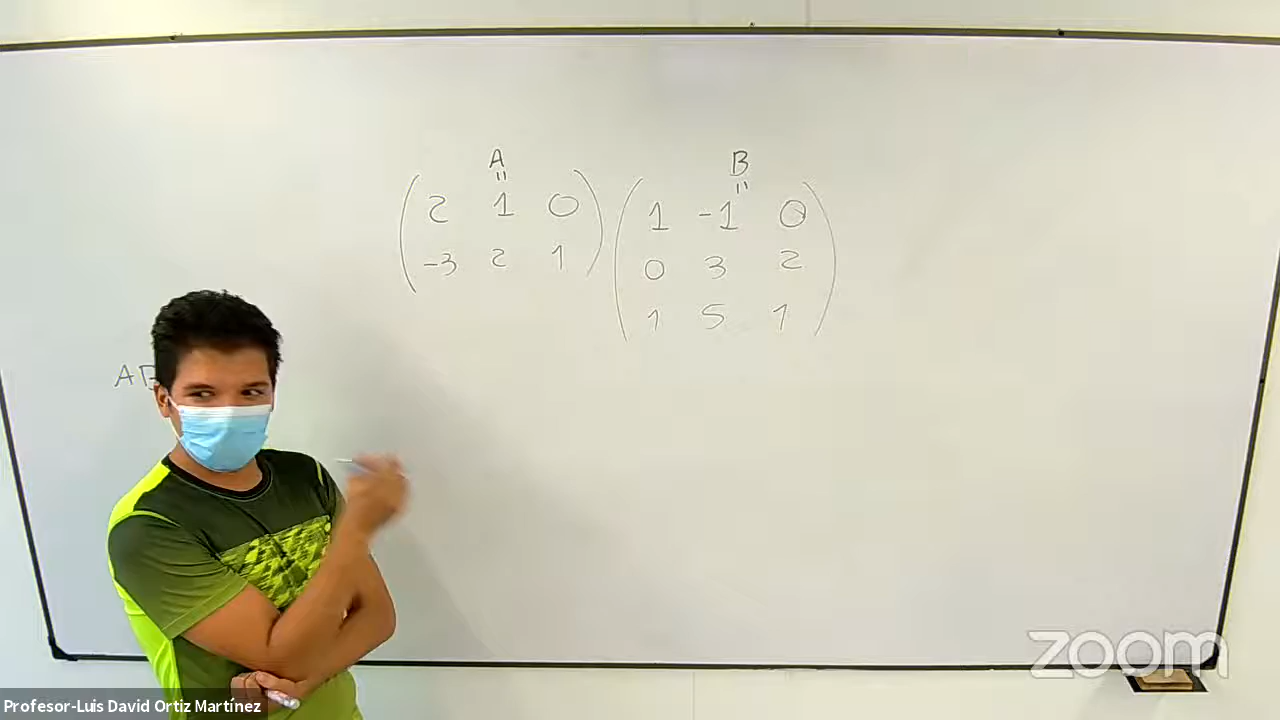 A B
" "
2 1 0 1 -1 0
-3 2 1 0 3 2
1 5 1
AB
zoom
Profesor-Luis David Ortiz Martínez